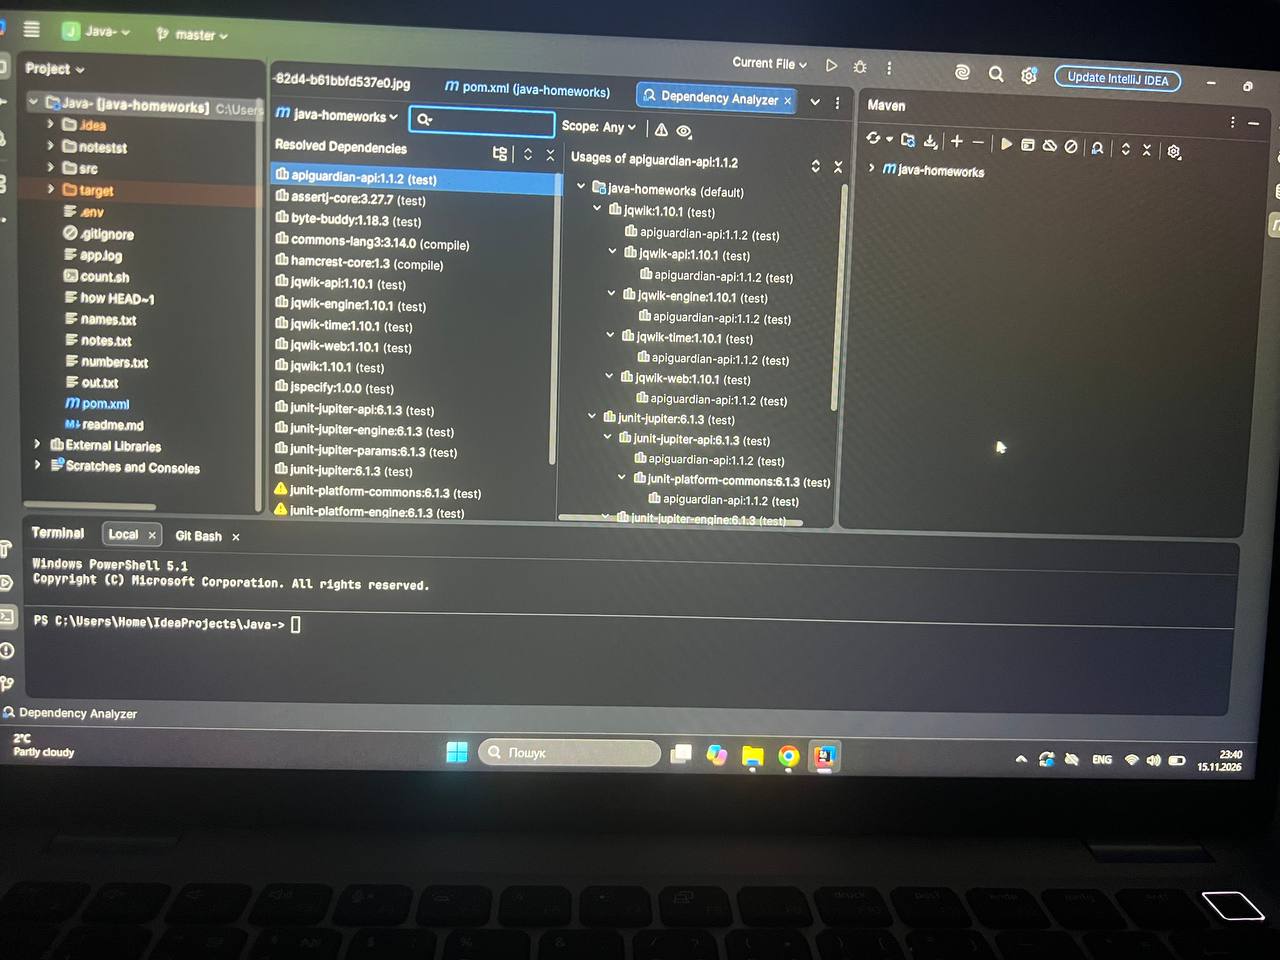 Java-
master
Current File
Update IntelliJ IDEA
Project
Java- [java-homeworks] C:\Users
.idea
notestst
src
target
.env
.gitignore
app.log
count.sh
how HEAD~1
names.txt
notes.txt
numbers.txt
out.txt
pom.xml
readme.md
External Libraries
Scratches and Consoles
-82d4-b61bbfd537e0.jpg
pom.xml (java-homeworks)
Dependency Analyzer
java-homeworks
Scope: Any
Resolved Dependencies
apiguardian-api:1.1.2 (test)
assertj-core:3.27.7 (test)
byte-buddy:1.18.3 (test)
commons-lang3:3.14.0 (compile)
hamcrest-core:1.3 (compile)
jqwik-api:1.10.1 (test)
jqwik-engine:1.10.1 (test)
jqwik-time:1.10.1 (test)
jqwik-web:1.10.1 (test)
jqwik:1.10.1 (test)
jspecify:1.0.0 (test)
junit-jupiter-api:6.1.3 (test)
junit-jupiter-engine:6.1.3 (test)
junit-jupiter-params:6.1.3 (test)
junit-jupiter:6.1.3 (test)
junit-platform-commons:6.1.3 (test)
junit-platform-engine:6.1.3 (test)
Usages of apiguardian-api:1.1.2
java-homeworks (default)
jqwik:1.10.1 (test)
apiguardian-api:1.1.2 (test)
jqwik-api:1.10.1 (test)
apiguardian-api:1.1.2 (test)
jqwik-engine:1.10.1 (test)
apiguardian-api:1.1.2 (test)
jqwik-time:1.10.1 (test)
apiguardian-api:1.1.2 (test)
jqwik-web:1.10.1 (test)
apiguardian-api:1.1.2 (test)
junit-jupiter:6.1.3 (test)
junit-jupiter-api:6.1.3 (test)
apiguardian-api:1.1.2 (test)
junit-platform-commons:6.1.3 (test)
apiguardian-api:1.1.2 (test)
junit-jupiter-engine:6.1.3 (test)
Maven
java-homeworks
Terminal
Local
Git Bash
Windows PowerShell 5.1
Copyright (C) Microsoft Corporation. All rights reserved.
PS C:\Users\Home\IdeaProjects\Java->
Dependency Analyzer
2°C
Partly cloudy
Пошук
ENG
23:40
15.11.2026